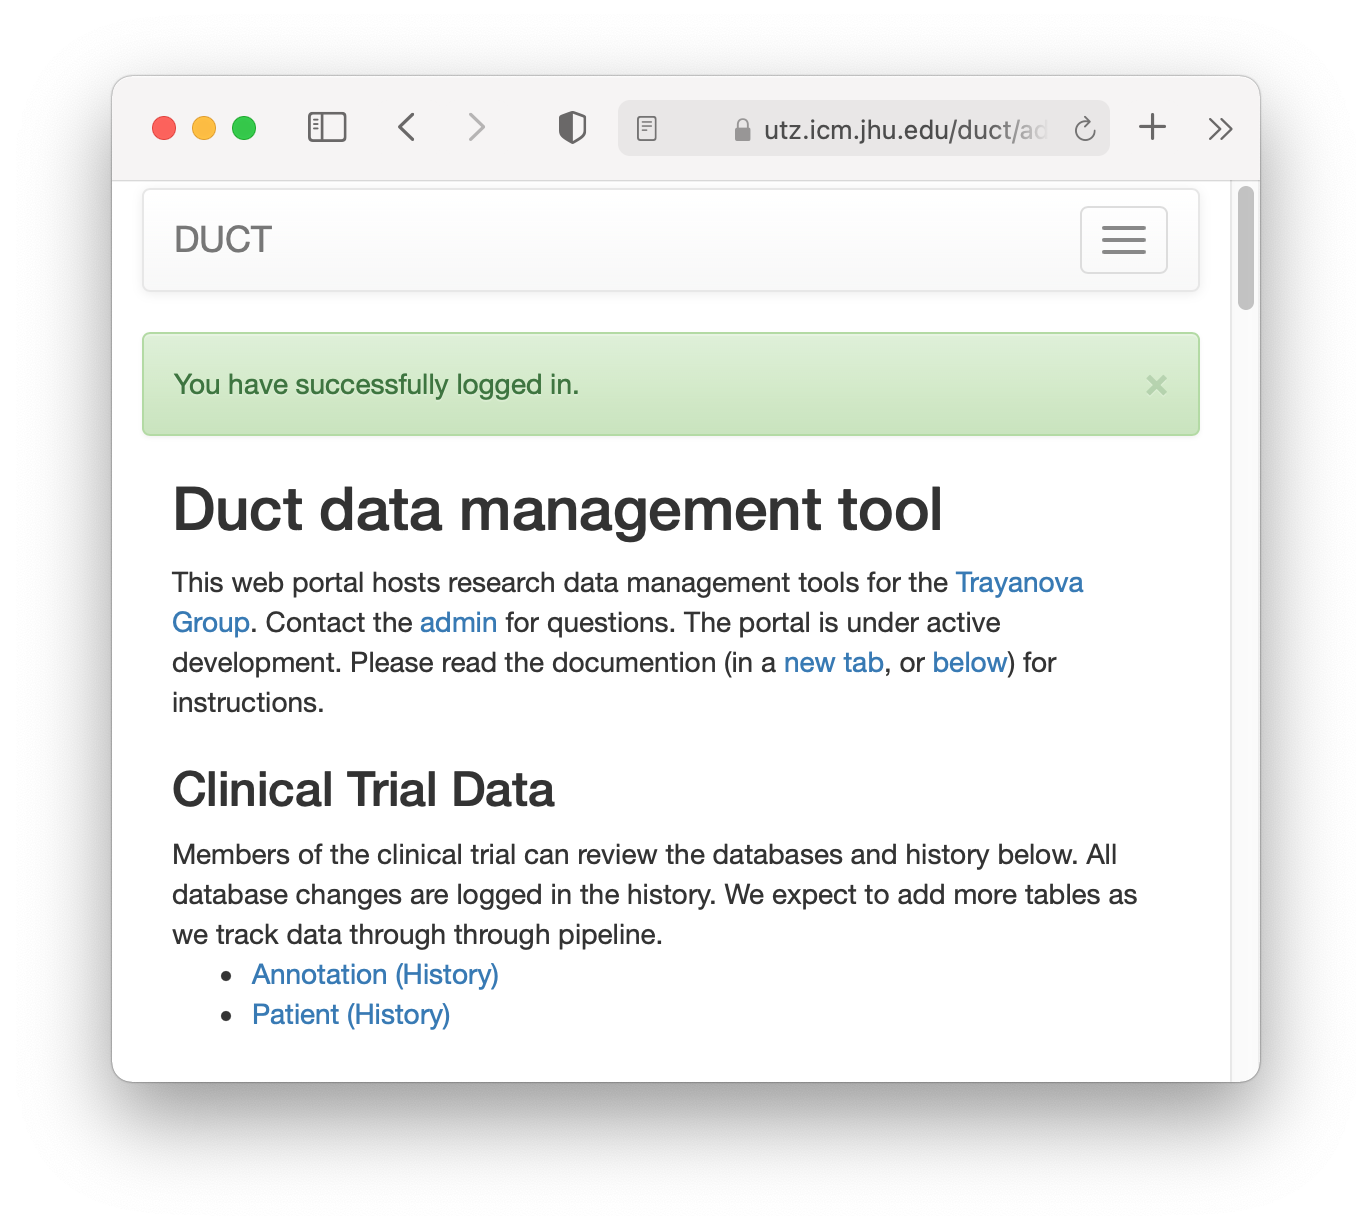 utz.icm.jhu.edu/duct/ad
DUCT
You have successfully logged in.
Duct data management tool
This web portal hosts research data management tools for the Trayanova
Group. Contact the admin for questions. The portal is under active
development. Please read the documention (in a new tab, or below) for
instructions.
Clinical Trial Data
Members of the clinical trial can review the databases and history below. All
database changes are logged in the history. We expect to add more tables as
we track data through through pipeline.
• Annotation (History)
• Patient (History)